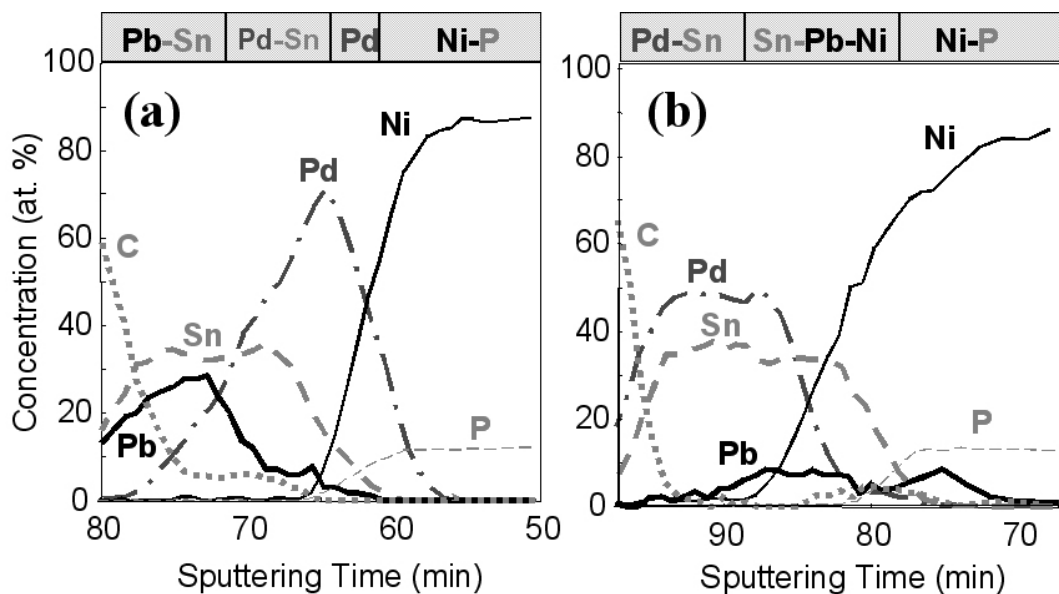 Pb-Sn Pd-Sn Pd Ni-P
Pd-Sn Sn-Pb-Ni Ni-P
100
80
60
40
20
0
Concentration (at. %)
(a)
Ni
Pd
C
Sn
Pb
P
80 70 60 50
Sputtering Time (min)
100
80
60
40
20
0
(b)
Ni
C
Pd
Sn
Pb
P
90 80 70
Sputtering Time (min)